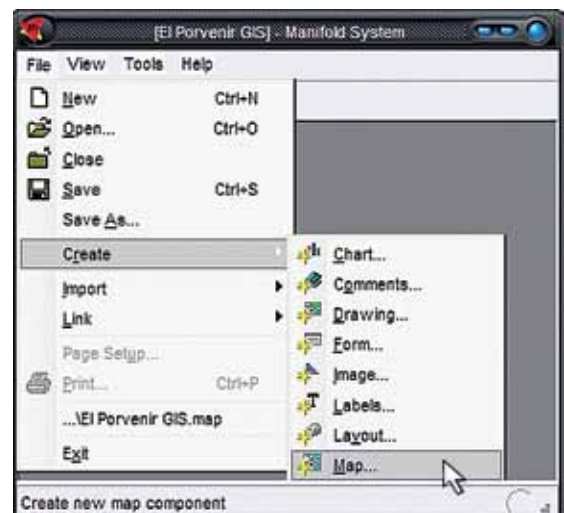 [El Porvenir GIS] - Manifold System
File View Tools Help
New Ctrl+N
Open... Ctrl+O
Close
Save Ctrl+S
Save As...
Create
Import
Link
Page Setup...
Print... Ctrl+P
...\El Porvenir GIS.map
Exit
Chart...
Comments...
Drawing...
Form...
Image...
Labels...
Layout...
Map...
Create new map component